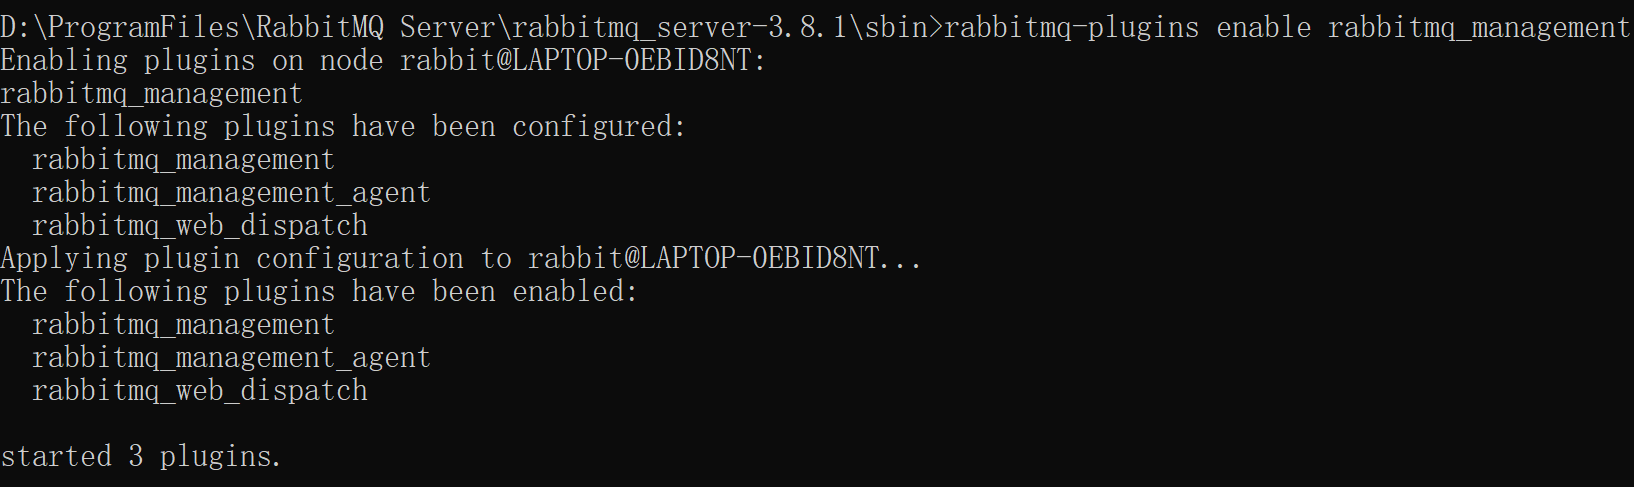 D:\ProgramFiles\RabbitMQ Server\rabbitmq_server-3.8.1\sbin>rabbitmq-plugins enable rabbitmq_management
Enabling plugins on node rabbit@LAPTOP-OEBID8NT:
rabbitmq_management
The following plugins have been configured:
  rabbitmq_management
  rabbitmq_management_agent
  rabbitmq_web_dispatch
Applying plugin configuration to rabbit@LAPTOP-OEBID8NT...
The following plugins have been enabled:
  rabbitmq_management
  rabbitmq_management_agent
  rabbitmq_web_dispatch
started 3 plugins.